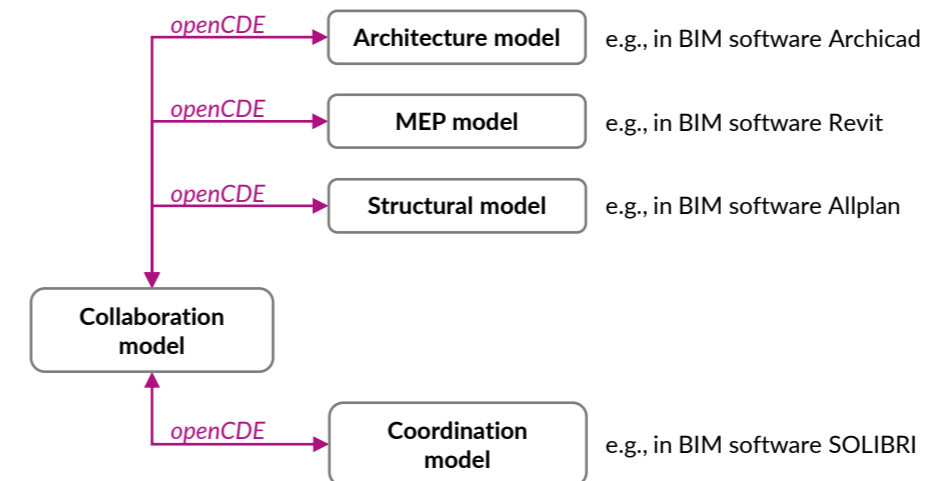 openCDE
Architecture model
e.g., in BIM software Archicad
openCDE
MEP model
e.g., in BIM software Revit
openCDE
Structural model
e.g., in BIM software Allplan
Collaboration
model
openCDE
Coordination
model
e.g., in BIM software SOLIBRI